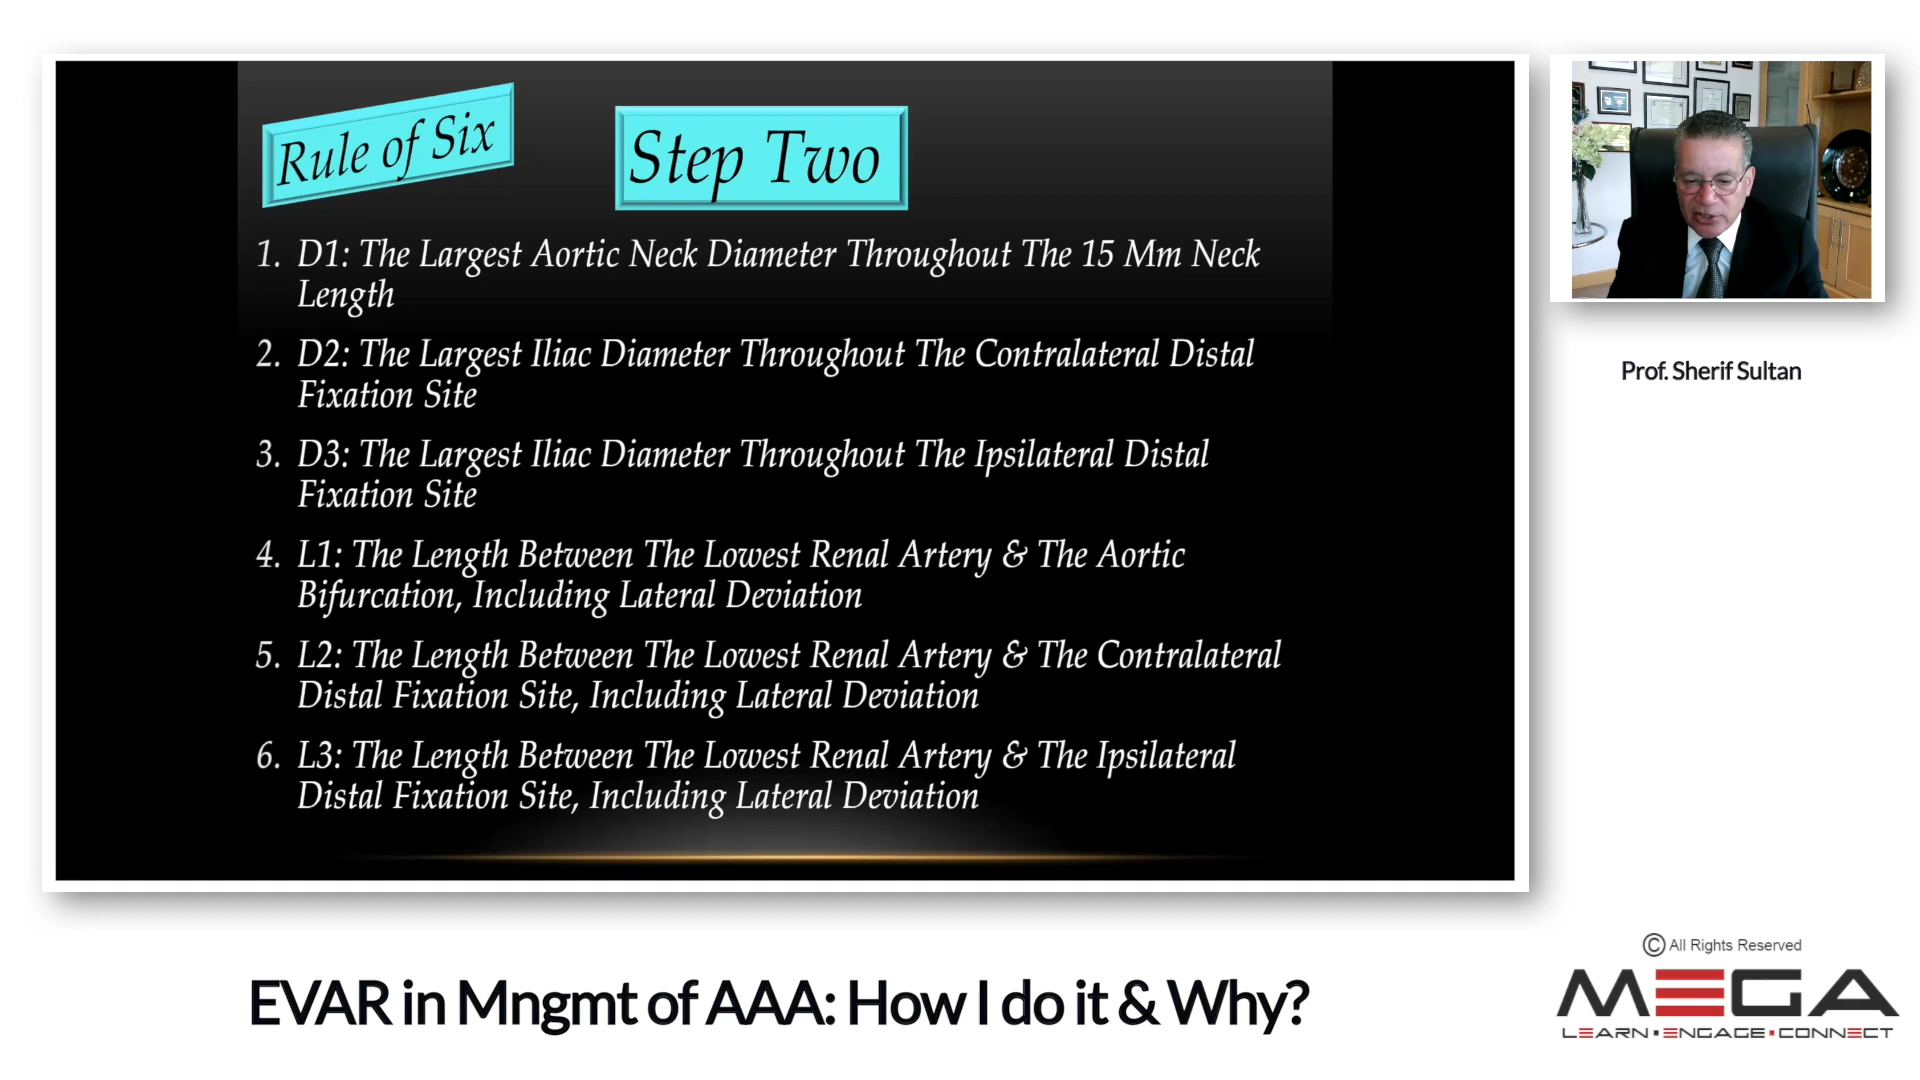 Rule of Six
Step Two
1. D1: The Largest Aortic Neck Diameter Throughout The 15 Mm Neck
Length
2. D2: The Largest Iliac Diameter Throughout The Contralateral Distal
Fixation Site
3. D3: The Largest Iliac Diameter Throughout The Ipsilateral Distal
Fixation Site
4. L1: The Length Between The Lowest Renal Artery & The Aortic
Bifurcation, Including Lateral Deviation
5. L2: The Length Between The Lowest Renal Artery & The Contralateral
Distal Fixation Site, Including Lateral Deviation
6. L3: The Length Between The Lowest Renal Artery & The Ipsilateral
Distal Fixation Site, Including Lateral Deviation
Prof. Sherif Sultan
© All Rights Reserved
MEGA
LEARN • ENGAGE • CONNECT
EVAR in Mngmt of AAA: How I do it & Why?